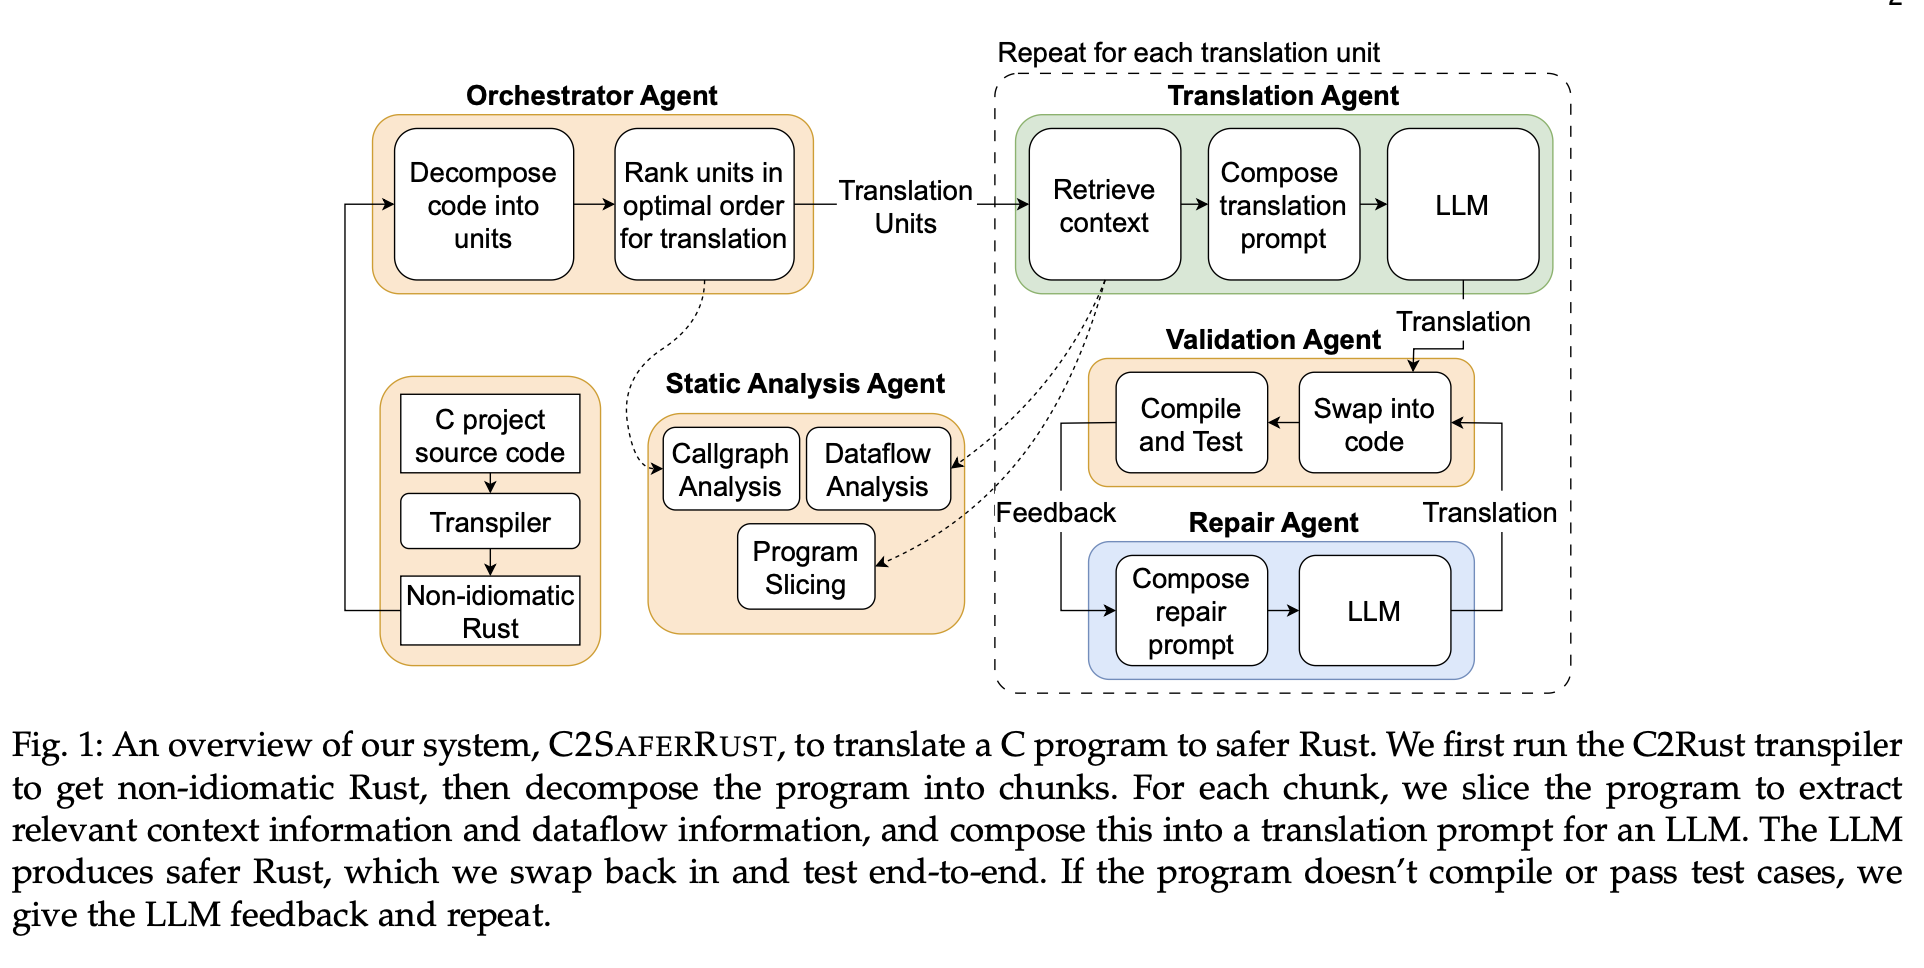 Repeat for each translation unit
Orchestrator Agent
Decompose
code into
units
Rank units in
optimal order
for translation
Translation
Units
Translation Agent
Retrieve
context
Compose
translation
prompt
LLM
Translation
Validation Agent
Compile
and Test
Swap into
code
Feedback
Translation
Repair Agent
Compose
repair
prompt
LLM
Static Analysis Agent
Callgraph
Analysis
Dataflow
Analysis
Program
Slicing
C project
source code
Transpiler
Non-idiomatic
Rust
Fig. 1: An overview of our system, C2SAFERRUST, to translate a C program to safer Rust. We first run the C2Rust transpiler
to get non-idiomatic Rust, then decompose the program into chunks. For each chunk, we slice the program to extract
relevant context information and dataflow information, and compose this into a translation prompt for an LLM. The LLM
produces safer Rust, which we swap back in and test end-to-end. If the program doesn’t compile or pass test cases, we
give the LLM feedback and repeat.